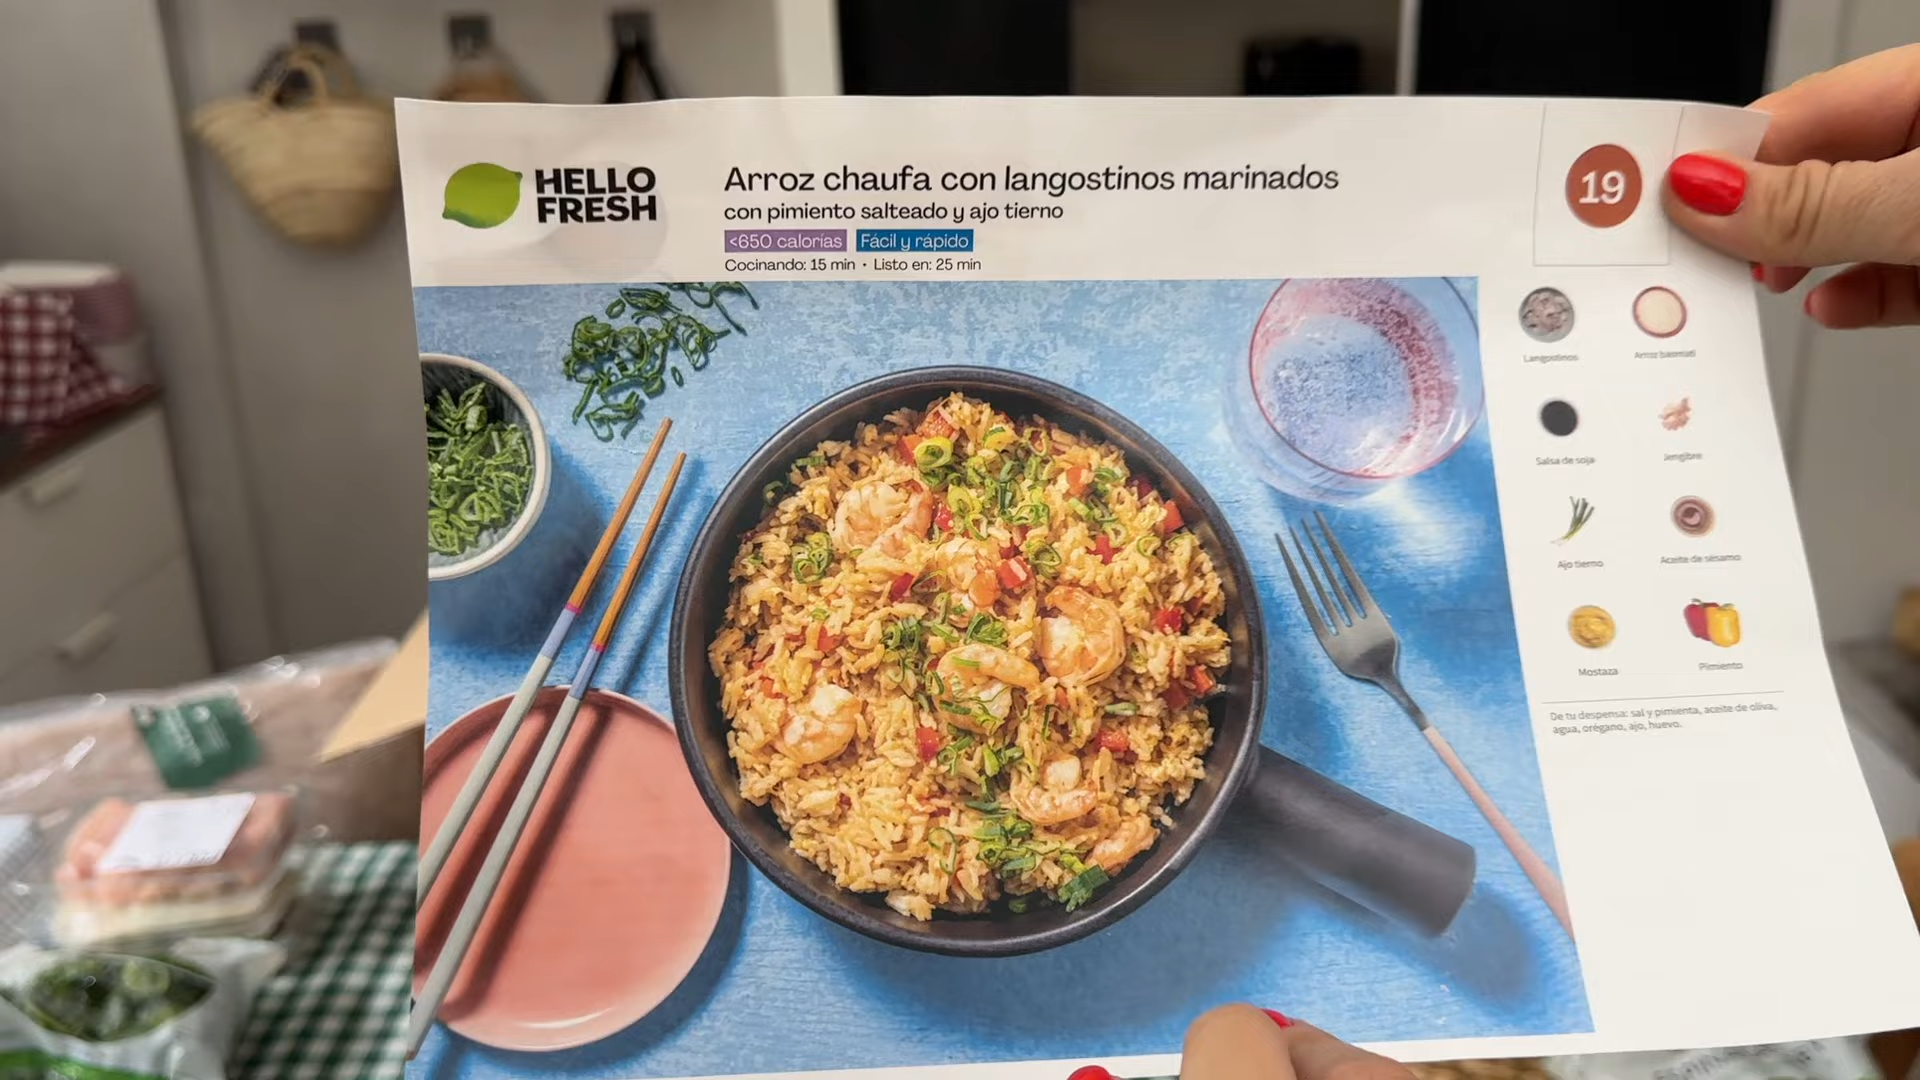 HELLO
FRESH
Arroz chaufa con langostinos marinados
con pimiento salteado y ajo tierno
<650 calorías Fácil y rápido
Cocinando: 15 min • Listo en: 25 min
19
Langostinos Arroz basmati
Salsa de soja Jengibre
Ajo tierno Aceite de sésamo
Mostaza Pimiento
De tu despensa: sal y pimienta, aceite de oliva,
agua, orégano, ajo, huevo.